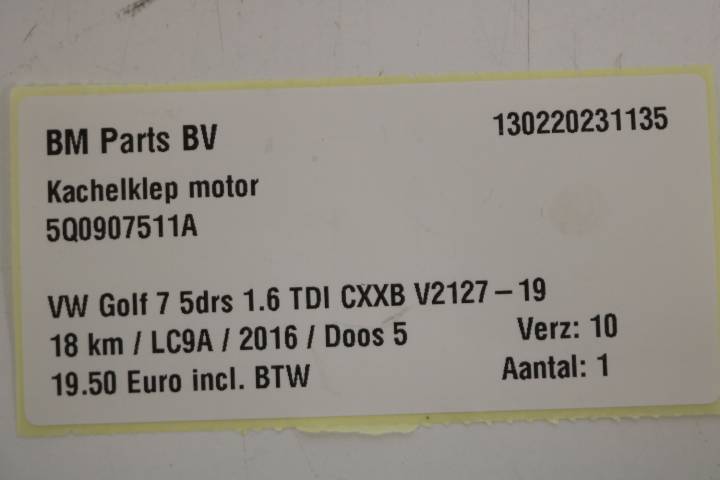 BM Parts BV 130220231135
Kachelklep motor
5Q0907511A
VW Golf 7 5drs 1.6 TDI CXXB V2127 – 19
18 km / LC9A / 2016 / Doos 5 Verz: 10
19.50 Euro incl. BTW Aantal: 1